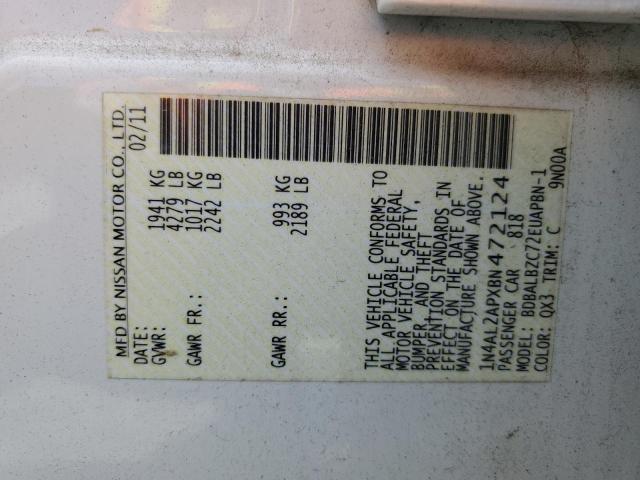 MFD BY NISSAN MOTOR CO., LTD.
DATE: 02/11
GVWR: 1941 KG
4279 LB
GAWR FR.: 1017 KG
2242 LB
GAWR RR.: 993 KG
2189 LB
THIS VEHICLE CONFORMS TO
ALL APPLICABLE FEDERAL
MOTOR VEHICLE SAFETY,
BUMPER, AND THEFT
PREVENTION STANDARDS IN
EFFECT ON THE DATE OF
MANUFACTURE SHOWN ABOVE.
1N4AL2APXBN472124
PASSENGER CAR 818
MODEL: BDBALBZC72EUAPBN-1
COLOR: QX3 TRIM: C 9N00A